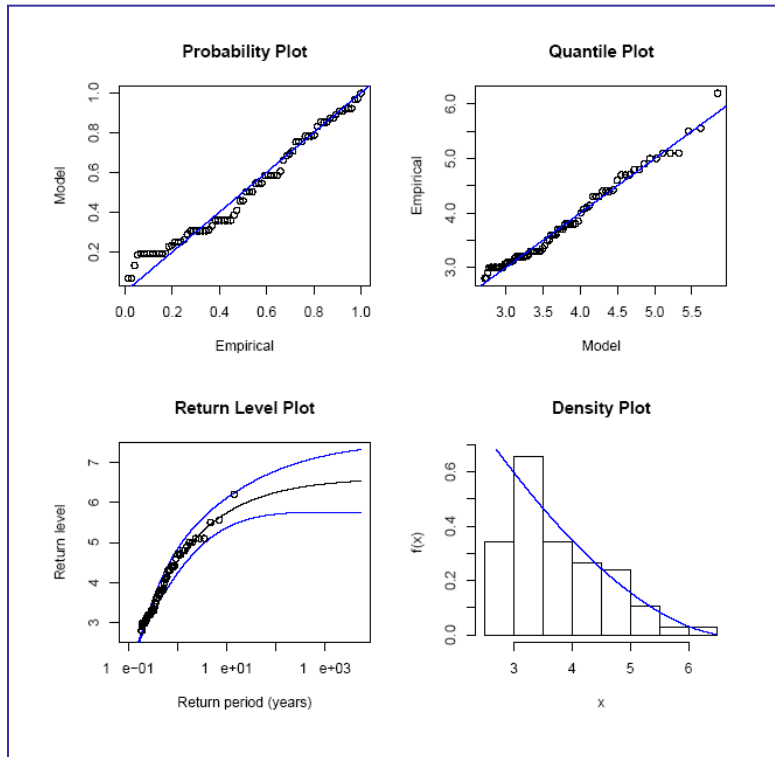 Probability Plot
Model
0.2 0.4 0.6 0.8 1.0
0.0 0.2 0.4 0.6 0.8 1.0
Empirical
Quantile Plot
Empirical
3.0 4.0 5.0 6.0
3.0 3.5 4.0 4.5 5.0 5.5
Model
Return Level Plot
Return level
3 4 5 6 7
1 e−01 1 e+01 1 e+03
Return period (years)
Density Plot
f(x)
0.0 0.2 0.4 0.6
3 4 5 6
x